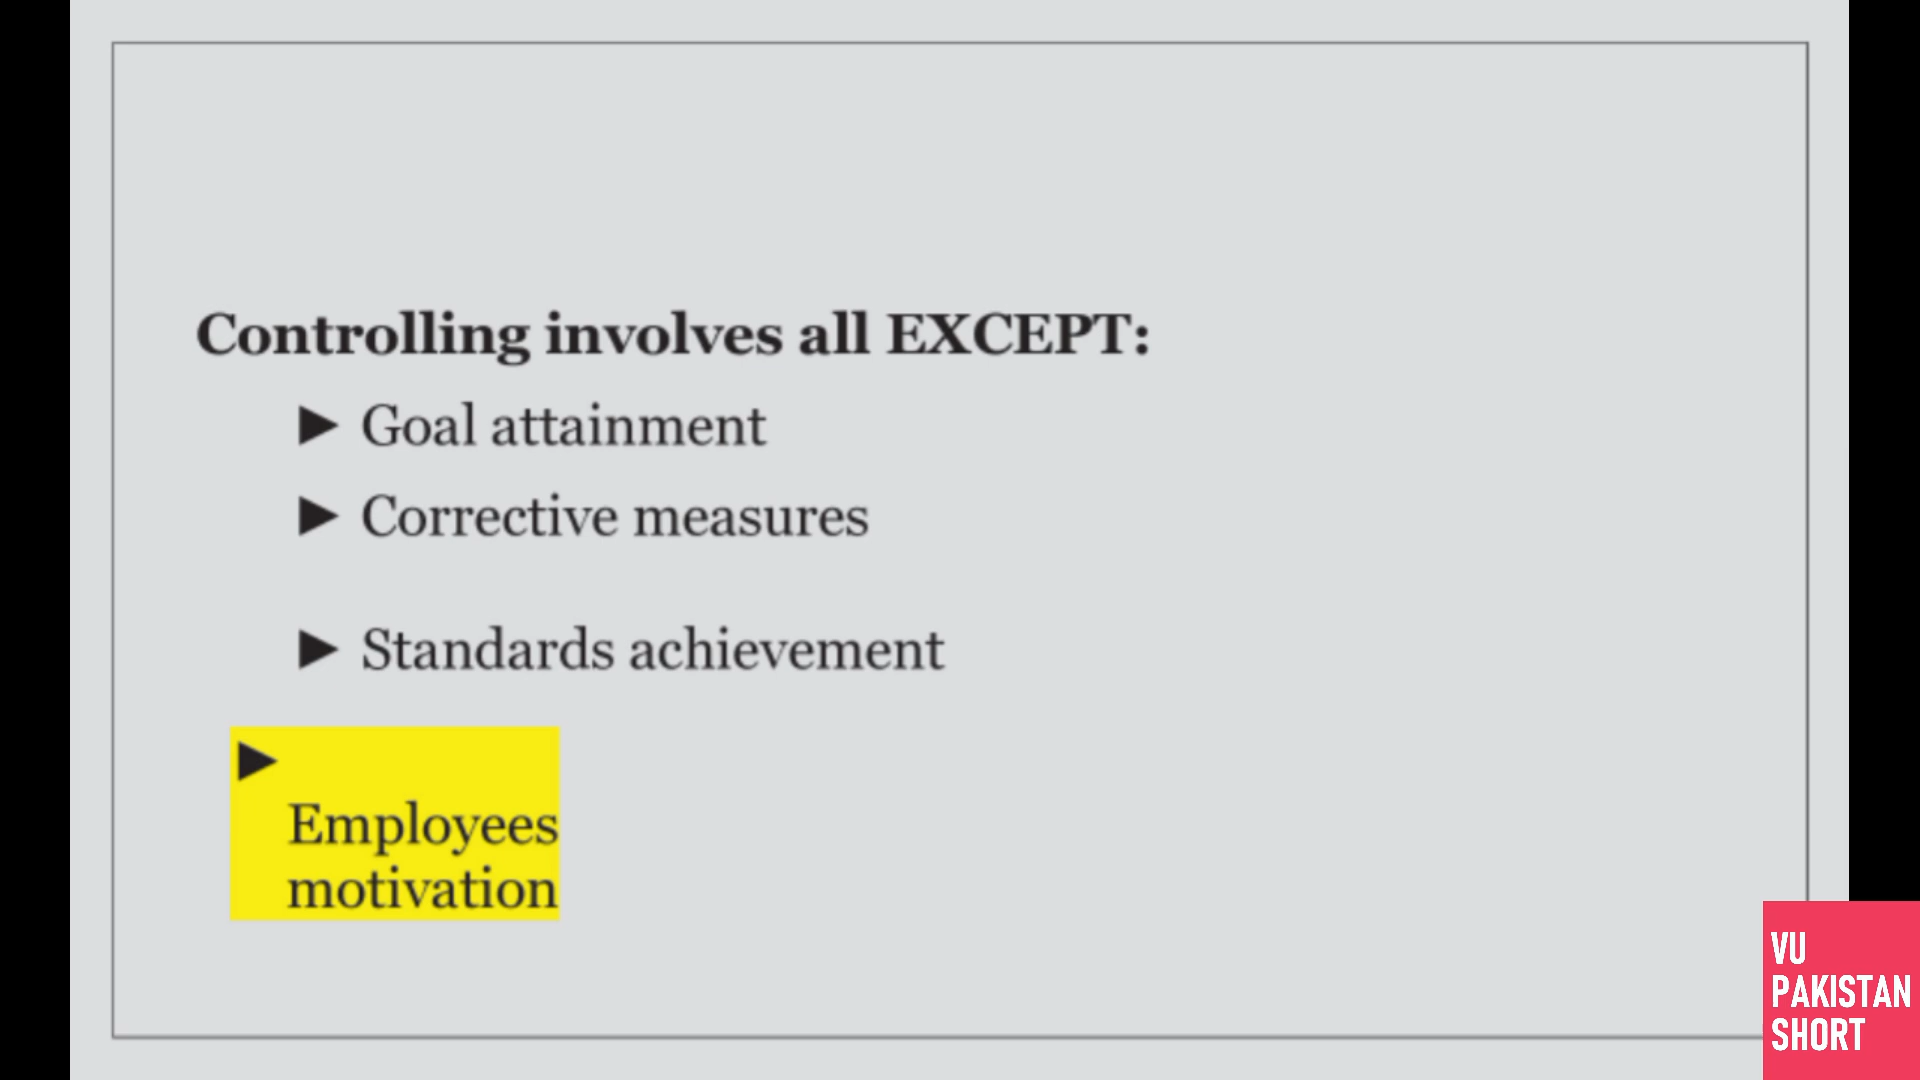 Controlling involves all EXCEPT:
► Goal attainment
► Corrective measures
► Standards achievement
►
Employees
motivation
VU
PAKISTAN
SHORT